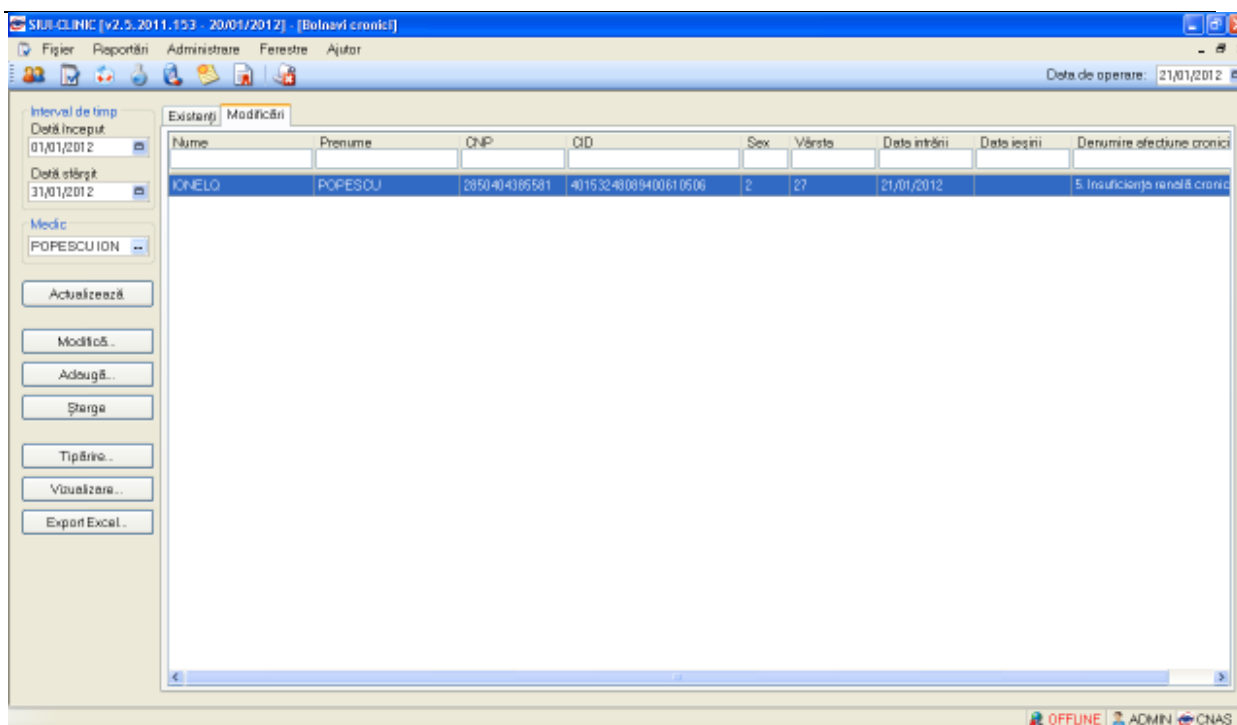 SIUI-CLINIC [v2.5.2011.153 - 20/01/2012] - [Bolnavi cronici]
Fișier Raportări Administrare Ferestre Ajutor
Data de operare: 21/01/2012
Interval de timp
Dată început
01/01/2012
Dată sfârșit
31/01/2012
Medic
POPESCU ION
Actualizează
Modifică...
Adaugă...
Șterge
Tipărire...
Vizualizare...
Export Excel...
Existenți Modificări
Nume Prenume CNP CID Sex Vârsta Data intrării Data ieșirii Denumire afecțiune cronici
IONELO POPESCU 2850404385581 40153248089400610506 2 27 21/01/2012 5. Insuficiența renală cronic
OFFLINE ADMIN CNAS